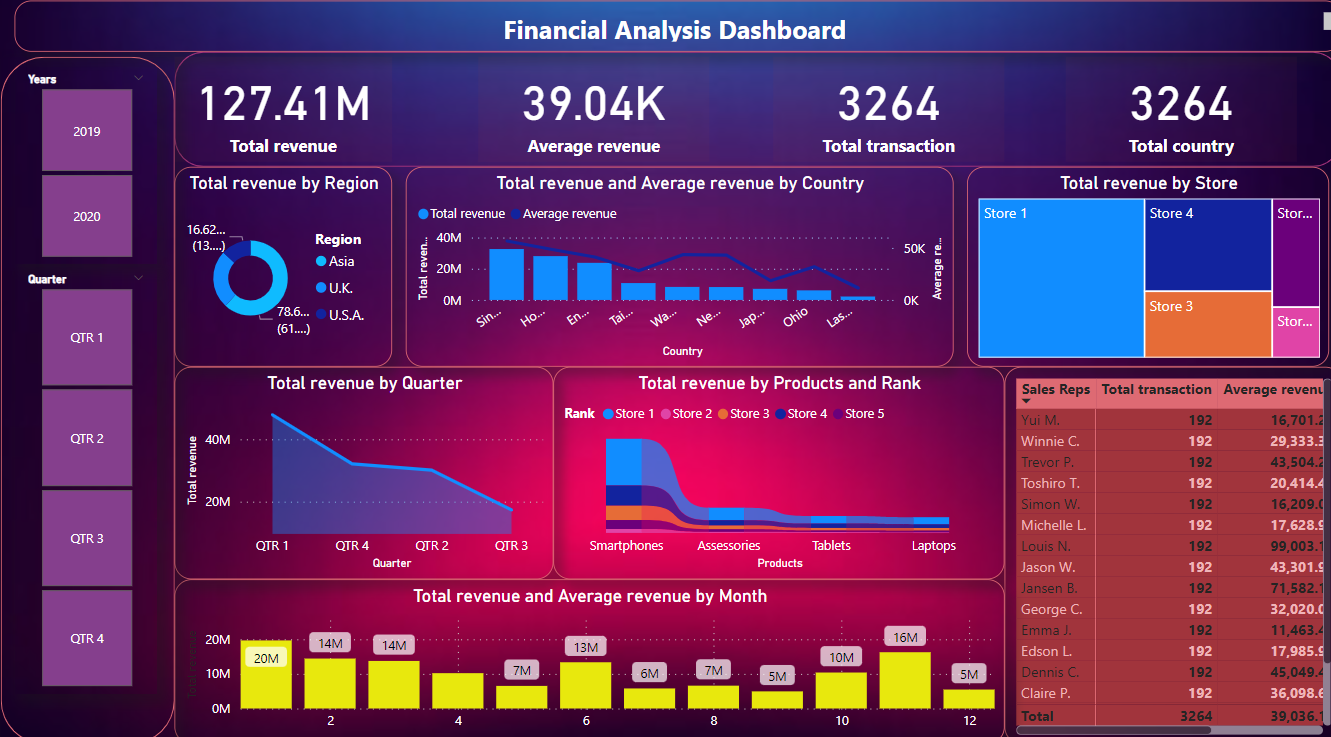 Financial Analysis Dashboard
Years
2019
2020
Quarter
QTR 1
QTR 2
QTR 3
QTR 4
127.41M
Total revenue
39.04K
Average revenue
3264
Total transaction
3264
Total country
Total revenue by Region
16.62...
(13....)
78.6...
(61....)
Region
Asia
U.K.
U.S.A.
Total revenue and Average revenue by Country
Total revenue Average revenue
Total reven...
40M
20M
0M
50K
0K
Average re...
Sin... Ho... En... Tai... Wa... Ne... Jap... Ohio Las...
Country
Total revenue by Store
Store 1
Store 4
Store 3
Stor...
Stor...
Total revenue by Quarter
Total revenue
40M
20M
QTR 1 QTR 4 QTR 2 QTR 3
Quarter
Total revenue by Products and Rank
Rank Store 1 Store 2 Store 3 Store 4 Store 5
Smartphones Assessories Tablets Laptops
Products
Sales Reps Total transaction Average revenu
Yui M. 192 16,701.2
Winnie C. 192 29,333.3
Trevor P. 192 43,504.2
Toshiro T. 192 20,414.4
Simon W. 192 16,209.0
Michelle L. 192 17,628.9
Louis N. 192 99,003.1
Jason W. 192 43,301.9
Jansen B. 192 71,582.1
George C. 192 32,020.0
Emma J. 192 11,463.4
Edson L. 192 17,985.9
Dennis C. 192 45,049.4
Claire P. 192 36,098.6
Total 3264 39,036.1
Total revenue and Average revenue by Month
20M
10M
0M
20M 14M 14M 7M 13M 6M 7M 5M 10M 16M 5M
2 4 6 8 10 12